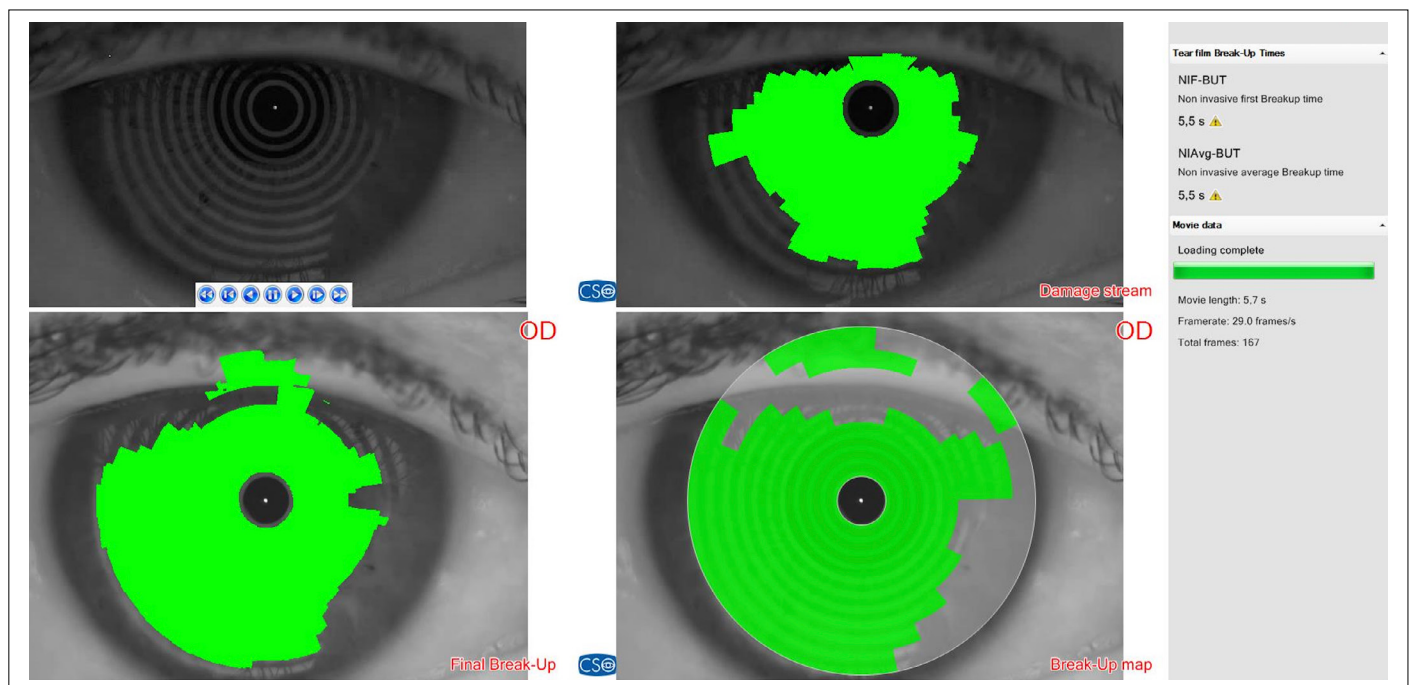 CSO
Damage stream
OD
Final Break-Up
OD
CSO
Break-Up map
Tear film Break-Up Times
NIF-BUT
Non invasive first Breakup time
5,5 s
NIAvg-BUT
Non invasive average Breakup time
5,5 s
Movie data
Loading complete
Movie length: 5,7 s
Framerate: 29.0 frames/s
Total frames: 167